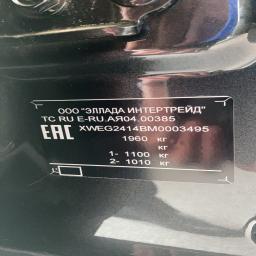 ООО "ЭЛЛАДА ИНТЕРТРЕЙД"
ТС RU Е-RU.АЯ04.00385
EAC XWEG2414BM0003495
1960 кг
кг
1- 1100 кг
2- 1010 кг